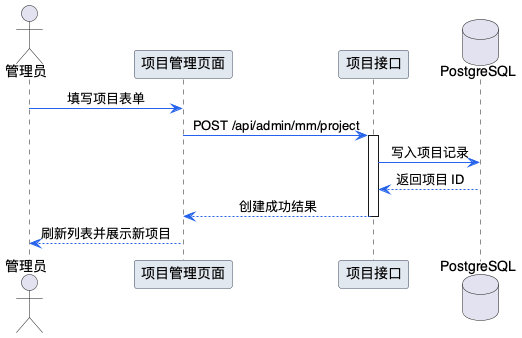 管理员
项目管理页面
项目接口
PostgreSQL
填写项目表单
POST /api/admin/mm/project
写入项目记录
返回项目 ID
创建成功结果
刷新列表并展示新项目
管理员
项目管理页面
项目接口
PostgreSQL